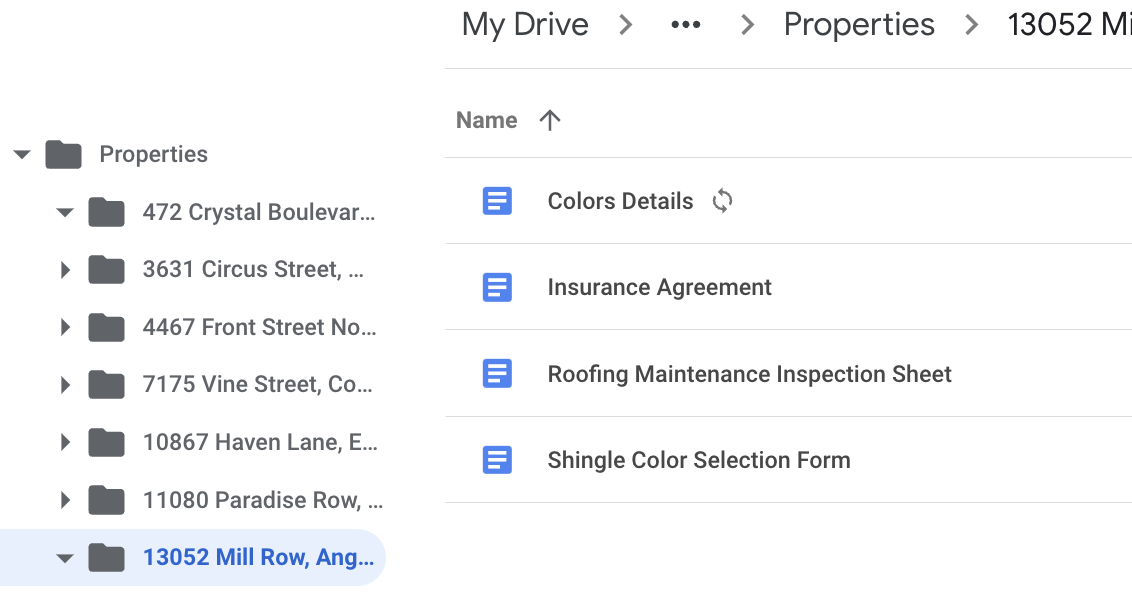 My Drive > ••• > Properties > 13052 Mi
Name
Properties
472 Crystal Boulevar...
3631 Circus Street, ...
4467 Front Street No...
7175 Vine Street, Co...
10867 Haven Lane, E...
11080 Paradise Row, ...
13052 Mill Row, Ang...
Colors Details
Insurance Agreement
Roofing Maintenance Inspection Sheet
Shingle Color Selection Form